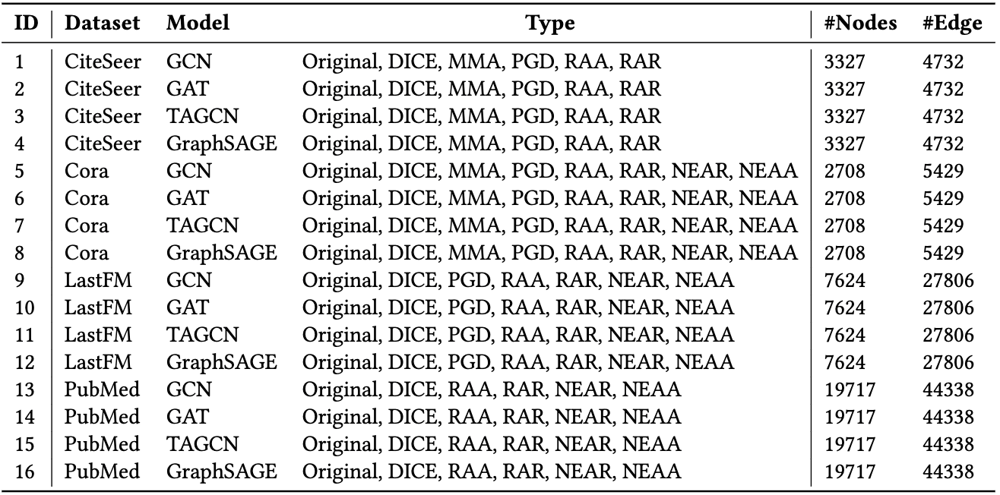 ID Dataset Model Type #Nodes #Edge
1 CiteSeer GCN Original, DICE, MMA, PGD, RAA, RAR 3327 4732
2 CiteSeer GAT Original, DICE, MMA, PGD, RAA, RAR 3327 4732
3 CiteSeer TAGCN Original, DICE, MMA, PGD, RAA, RAR 3327 4732
4 CiteSeer GraphSAGE Original, DICE, MMA, PGD, RAA, RAR 3327 4732
5 Cora GCN Original, DICE, MMA, PGD, RAA, RAR, NEAR, NEAA 2708 5429
6 Cora GAT Original, DICE, MMA, PGD, RAA, RAR, NEAR, NEAA 2708 5429
7 Cora TAGCN Original, DICE, MMA, PGD, RAA, RAR, NEAR, NEAA 2708 5429
8 Cora GraphSAGE Original, DICE, MMA, PGD, RAA, RAR, NEAR, NEAA 2708 5429
9 LastFM GCN Original, DICE, PGD, RAA, RAR, NEAR, NEAA 7624 27806
10 LastFM GAT Original, DICE, PGD, RAA, RAR, NEAR, NEAA 7624 27806
11 LastFM TAGCN Original, DICE, PGD, RAA, RAR, NEAR, NEAA 7624 27806
12 LastFM GraphSAGE Original, DICE, PGD, RAA, RAR, NEAR, NEAA 7624 27806
13 PubMed GCN Original, DICE, RAA, RAR, NEAR, NEAA 19717 44338
14 PubMed GAT Original, DICE, RAA, RAR, NEAR, NEAA 19717 44338
15 PubMed TAGCN Original, DICE, RAA, RAR, NEAR, NEAA 19717 44338
16 PubMed GraphSAGE Original, DICE, RAA, RAR, NEAR, NEAA 19717 44338